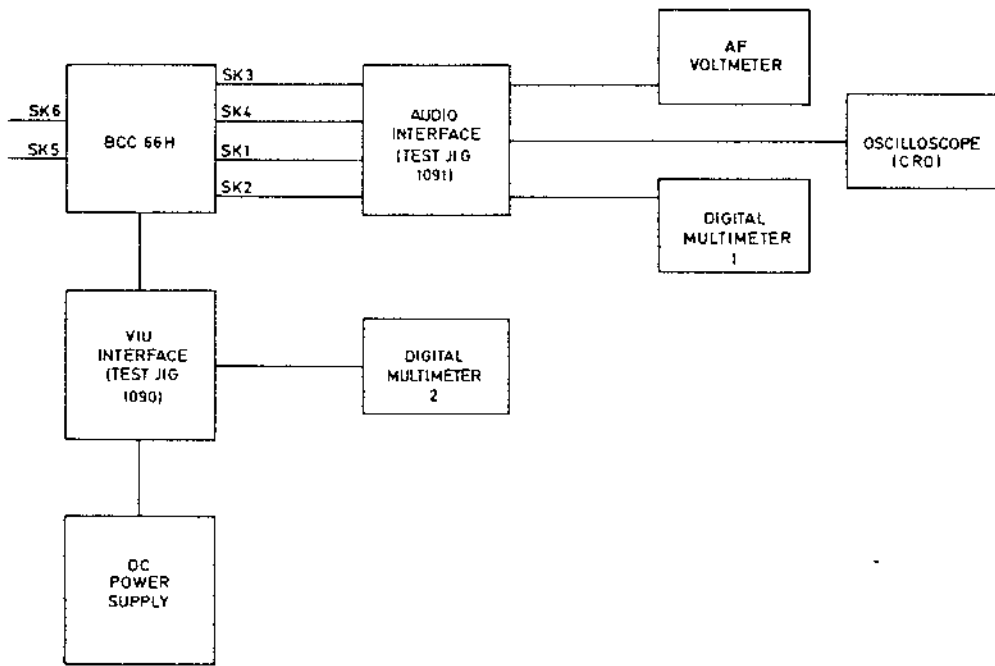 AF
VOLTMETER
SK3
SK6
SK4
BCC 66H
AUDIO
INTERFACE
(TEST JIG
1091)
OSCILLOSCOPE
(CRO)
SK5
SK1
SK2
DIGITAL
MULTIMETER
1
VIU
INTERFACE
(TEST JIG
1090)
DIGITAL
MULTIMETER
2
DC
POWER
SUPPLY